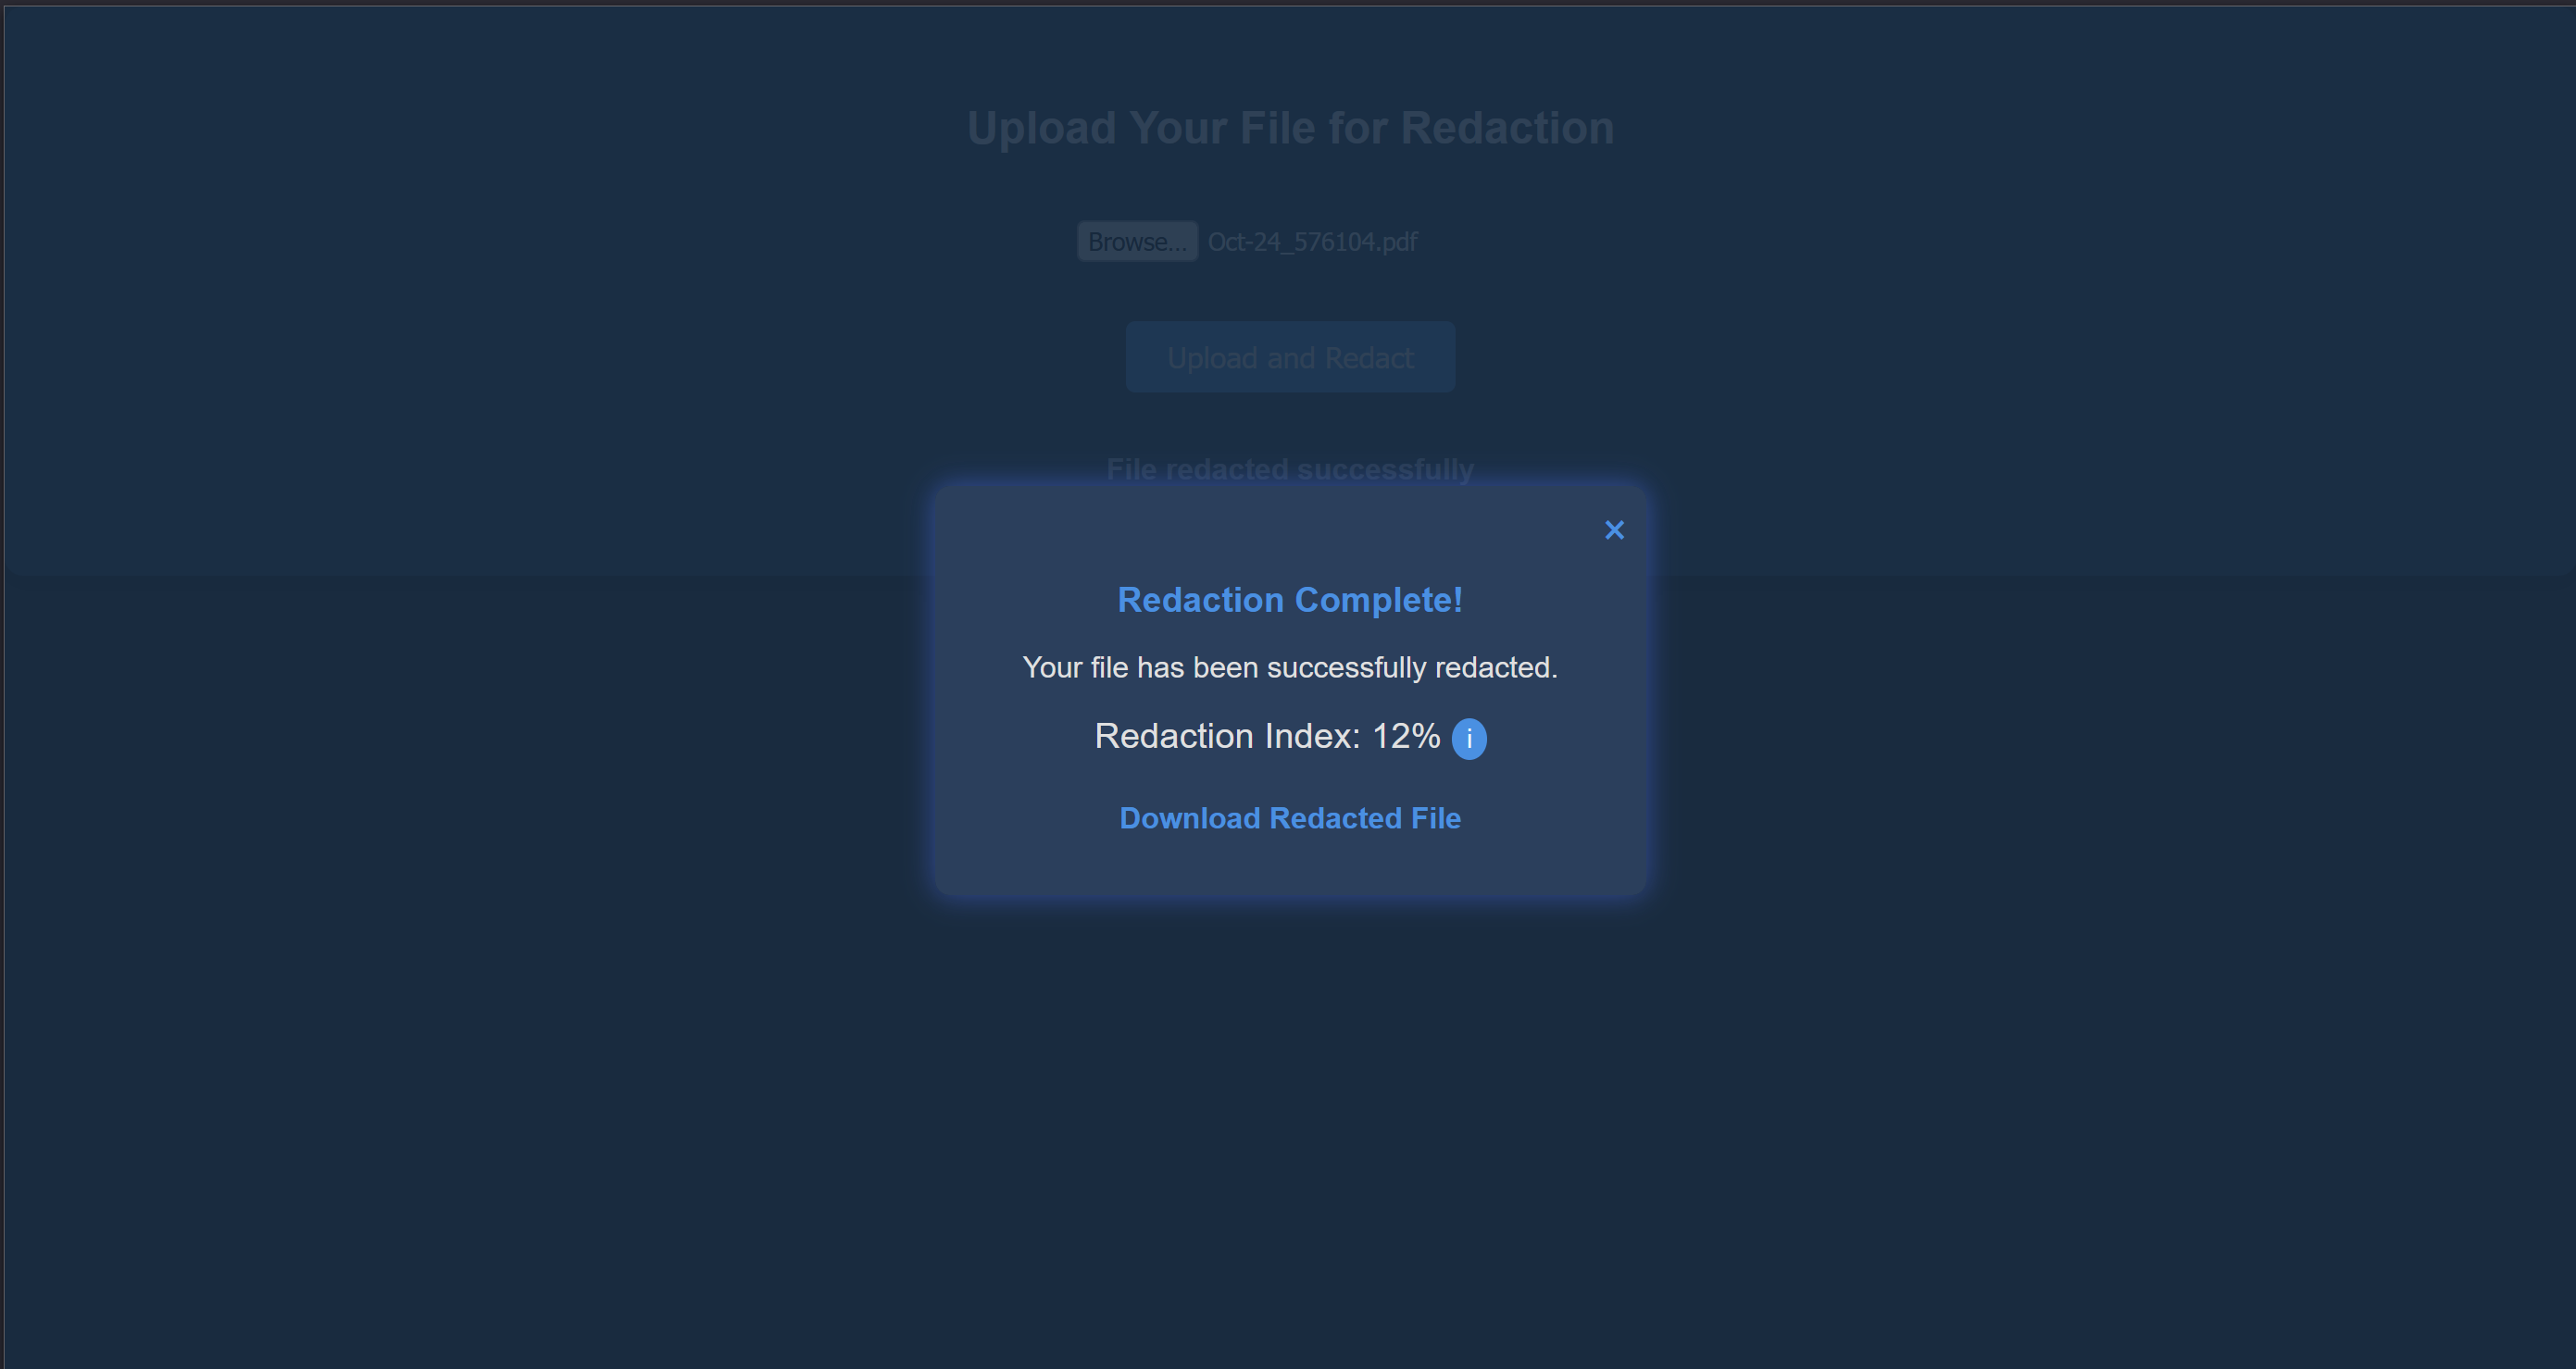 Upload Your File for Redaction
Browse... Oct-24_576104.pdf
Upload and Redact
File redacted successfully
×
Redaction Complete!
Your file has been successfully redacted.
Redaction Index: 12% i
Download Redacted File